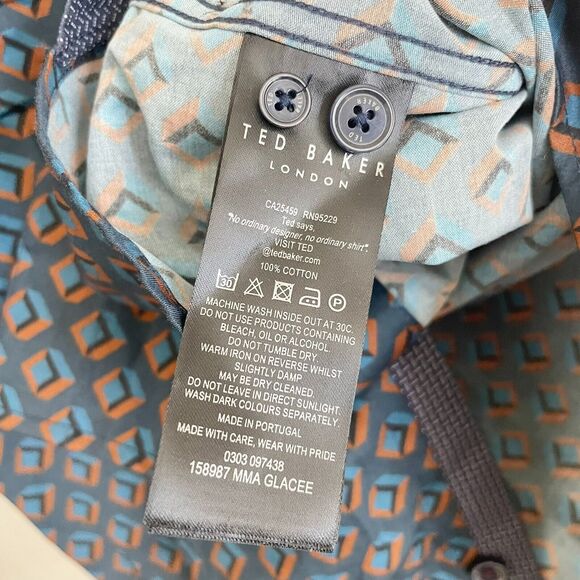 TED BAKER
LONDON
CA25459 RN95229
Ted says,
"No ordinary designer, no ordinary shirt".
VISIT TED
@tedbaker.com
100% COTTON
30
P
MACHINE WASH INSIDE OUT AT 30C.
DO NOT USE PRODUCTS CONTAINING
BLEACH, OIL OR ALCOHOL.
DO NOT TUMBLE DRY.
WARM IRON ON REVERSE WHILST
SLIGHTLY DAMP
MAY BE DRY CLEANED.
DO NOT LEAVE IN DIRECT SUNLIGHT.
WASH DARK COLOURS SEPARATELY.
MADE IN PORTUGAL
MADE WITH CARE, WEAR WITH PRIDE
0303 097438
158987 MMA GLACEE